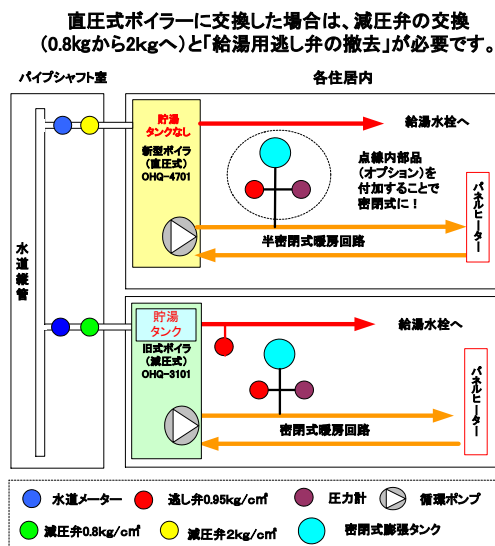 直圧式ボイラーに交換した場合は、減圧弁の交換
(0.8kgから2kgへ)と「給湯用逃し弁の撤去」が必要です。
パイプシャフト室
各住居内
水道縦管
貯湯
タンクなし
新型ボイラ
(直圧式)
OHQ-4701
給湯水栓へ
点線内部品
(オプション)を
付加することで
密閉式に！
半密閉式暖房回路
パネルヒーター
貯湯
タンク
旧式ボイラ
(減圧式)
OHQ-3101
給湯水栓へ
密閉式暖房回路
パネルヒーター
水道メーター
逃し弁0.95kg/c㎡
圧力計
循環ポンプ
減圧弁0.8kg/c㎡
減圧弁2kg/c㎡
密閉式膨張タンク